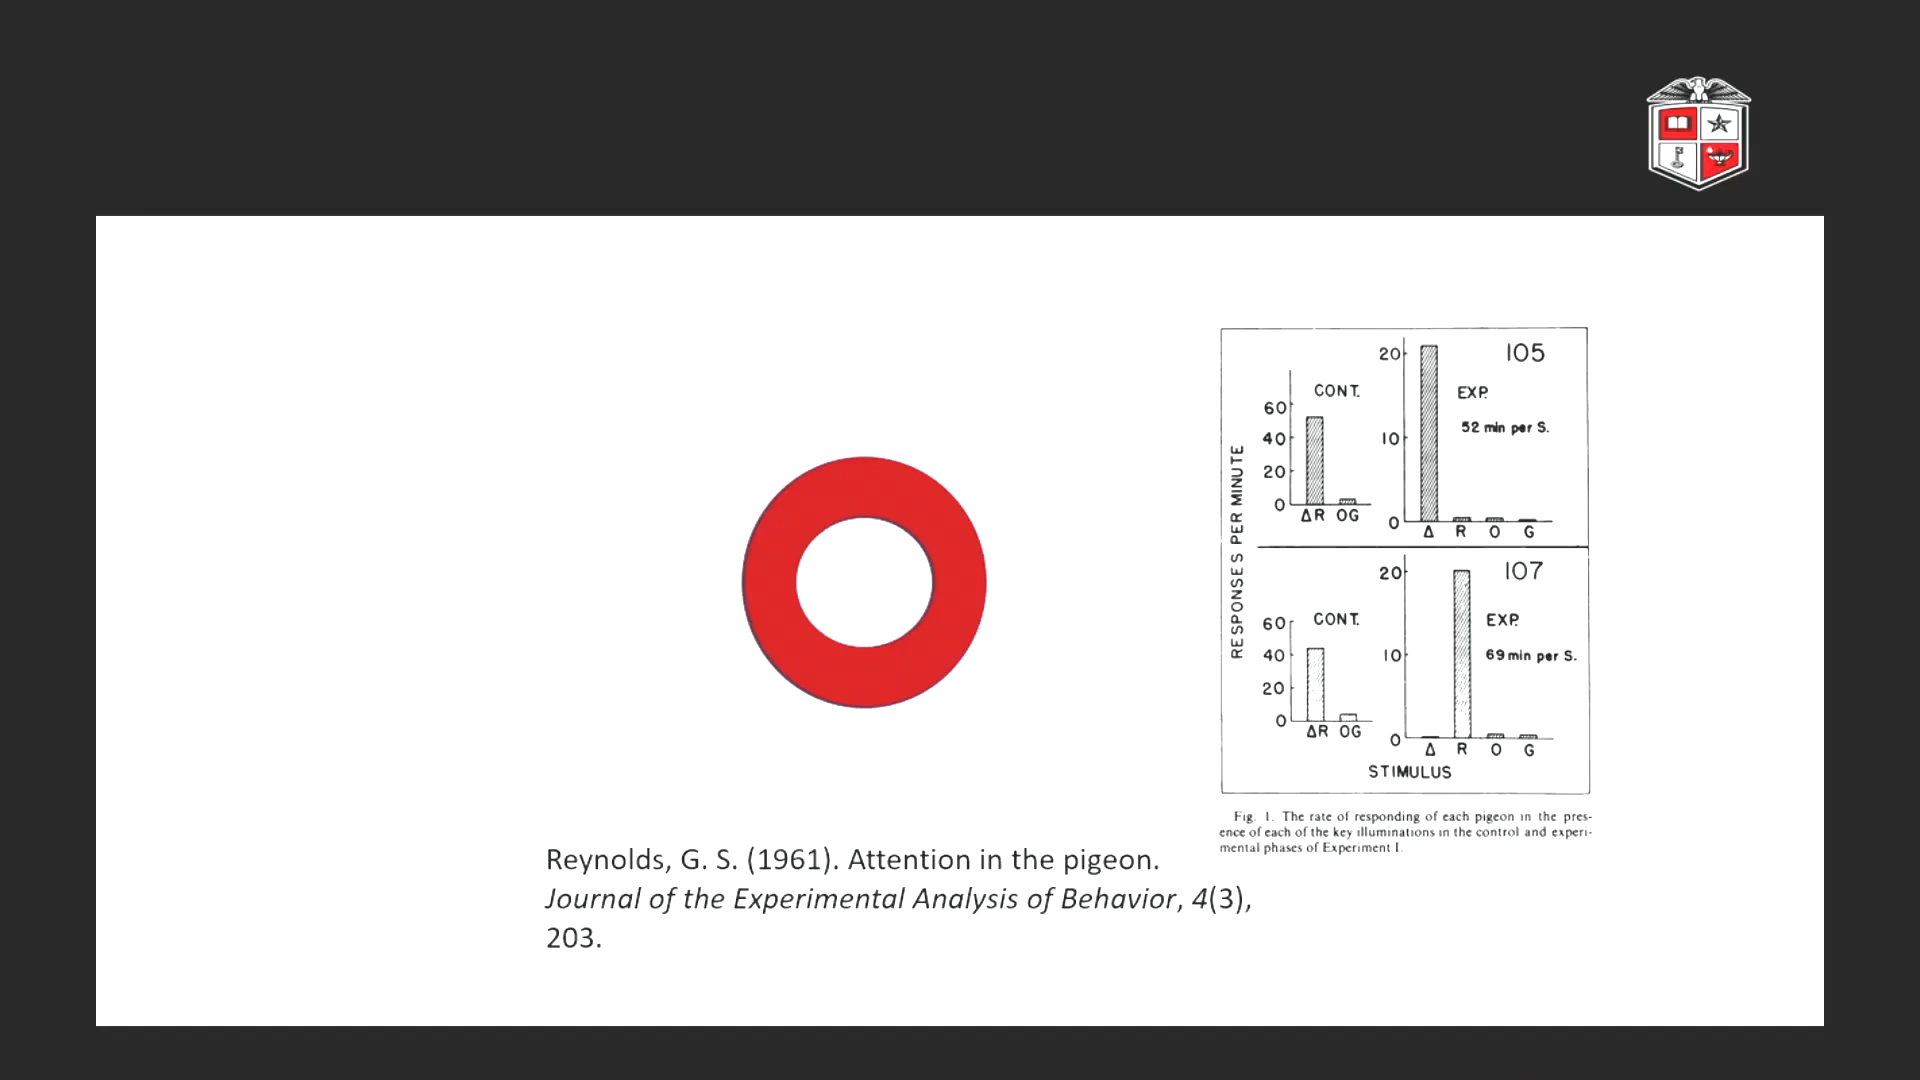 105
20
CONT.
EXP.
60
52 min per S.
40
10
20
0
0
ΔR OG
Δ R O G
RESPONSES PER MINUTE
20
107
60
CONT.
EXP.
40
10
69 min per S.
20
0
0
ΔR OG
Δ R O G
STIMULUS
Fig. 1. The rate of responding of each pigeon in the pres-
ence of each of the key illuminations in the control and experi-
mental phases of Experiment I.
Reynolds, G. S. (1961). Attention in the pigeon.
Journal of the Experimental Analysis of Behavior, 4(3),
203.